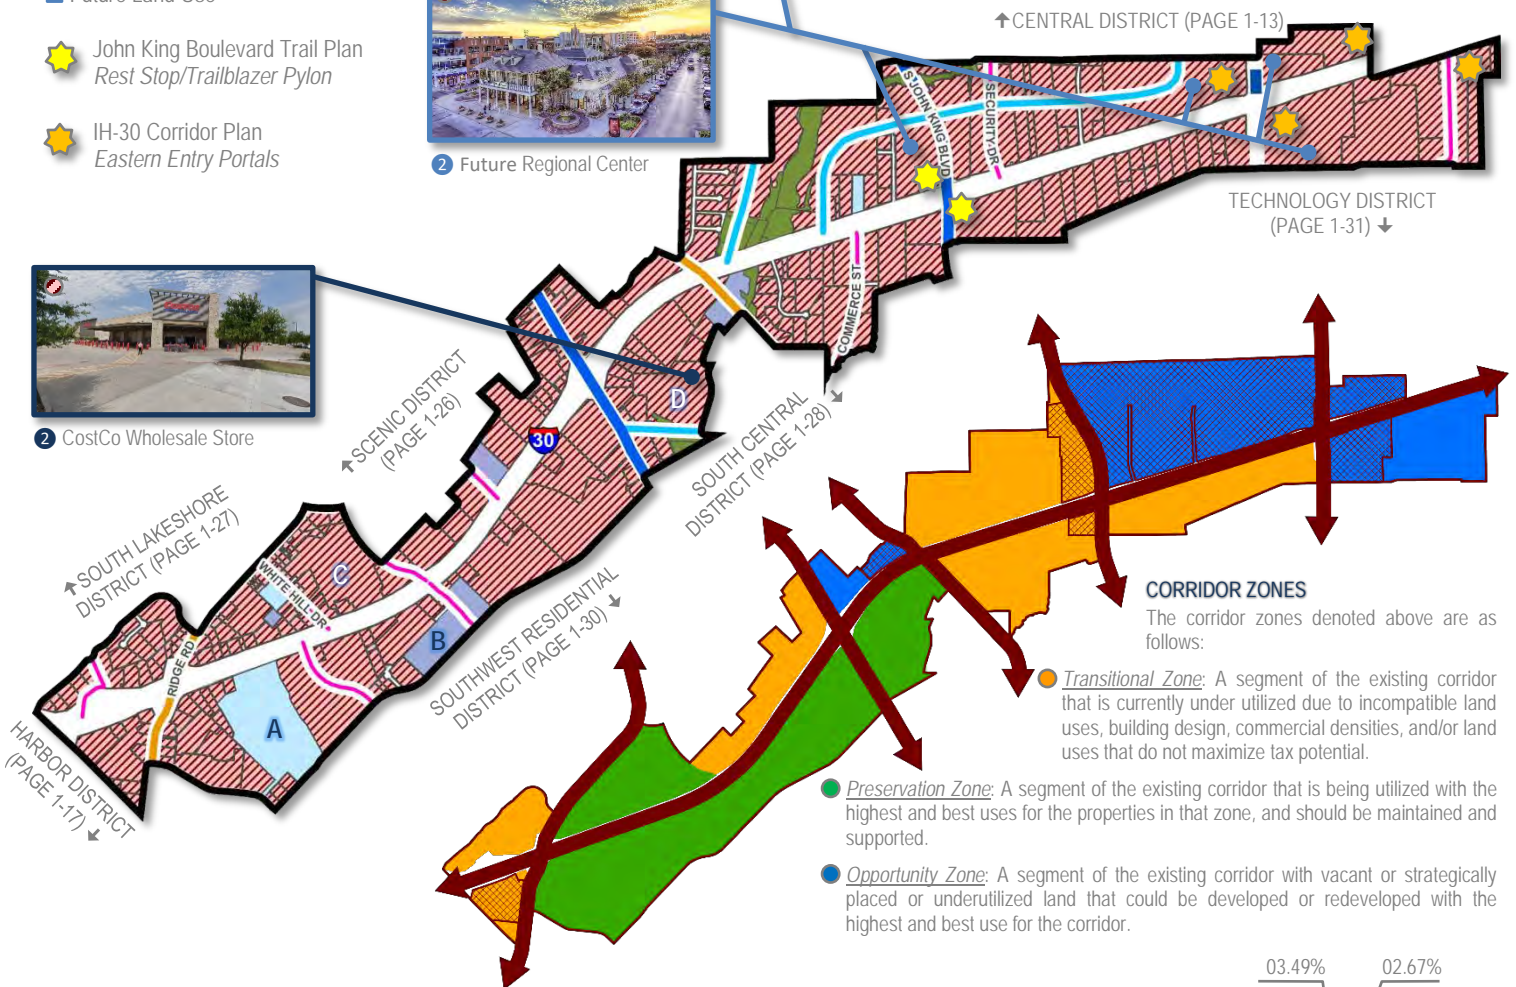 Future Land Use
John King Boulevard Trail Plan
Rest Stop/Trailblazer Pylon
IH-30 Corridor Plan
Eastern Entry Portals
2 Future Regional Center
↑CENTRAL DISTRICT (PAGE 1-13)
S JOHN KING BLVD
SECURITY DR
TECHNOLOGY DISTRICT
(PAGE 1-31) ↓
COMMERCE ST
2 CostCo Wholesale Store
D
30
↖SCENIC DISTRICT
(PAGE 1-26)
SOUTH CENTRAL
DISTRICT (PAGE 1-28) ↘
↖SOUTH LAKESHORE
DISTRICT (PAGE 1-27)
WHITE HILL DR
C
B
SOUTHWEST RESIDENTIAL
DISTRICT (PAGE 1-30) ↘
RIDGE RD
A
HARBOR DISTRICT
(PAGE 1-17) ↙
CORRIDOR ZONES
The corridor zones denoted above are as
follows:
Transitional Zone: A segment of the existing corridor
that is currently under utilized due to incompatible land
uses, building design, commercial densities, and/or land
uses that do not maximize tax potential.
Preservation Zone: A segment of the existing corridor that is being utilized with the
highest and best uses for the properties in that zone, and should be maintained and
supported.
Opportunity Zone: A segment of the existing corridor with vacant or strategically
placed or underutilized land that could be developed or redeveloped with the
highest and best use for the corridor.
03.49%
02.67%